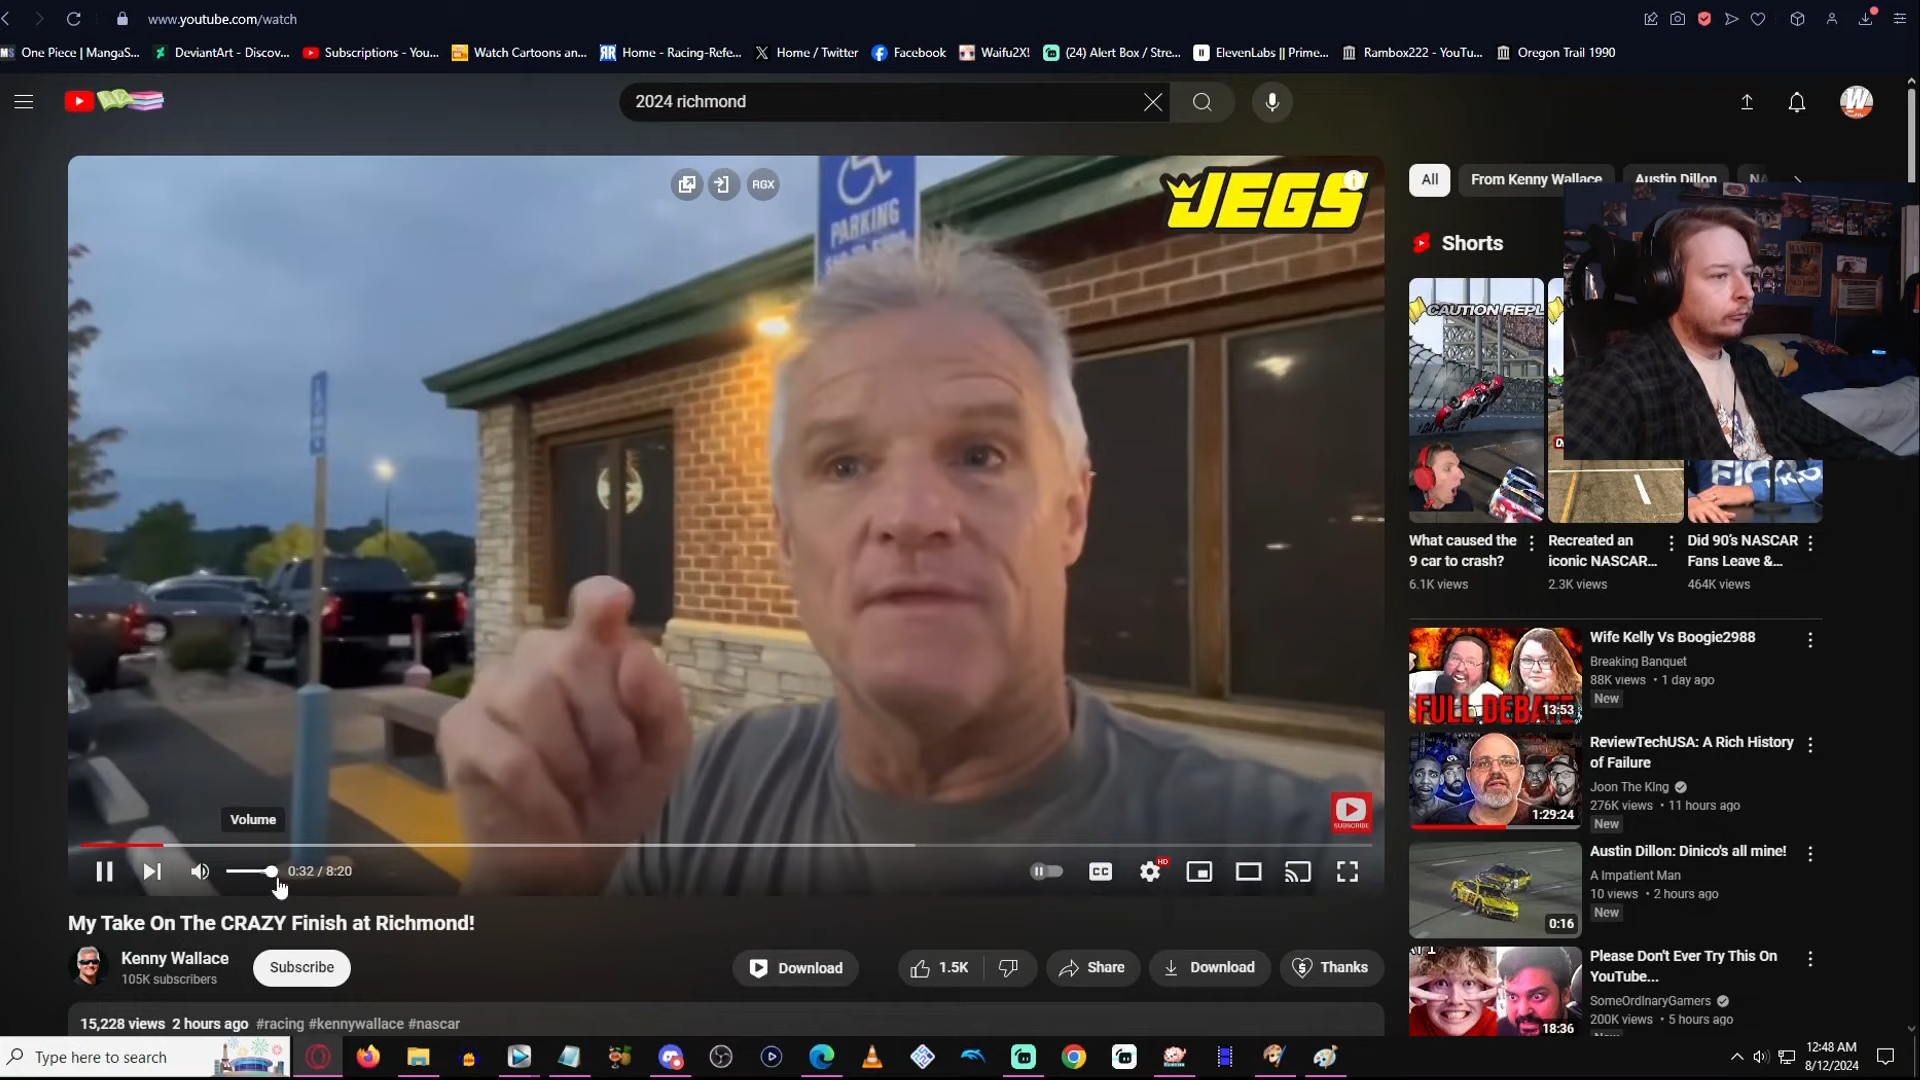 www.youtube.com/watch
One Piece | MangaS...
DeviantArt - Discov...
Subscriptions - You...
Watch Cartoons an...
Home - Racing-Refe...
Home / Twitter
Facebook
Waifu2X!
(24) Alert Box / Stre...
ElevenLabs || Prime...
Rambox222 - YouTu...
Oregon Trail 1990
2024 richmond
RGX
PARKING
JEGS
All
From Kenny Wallace
Austin Dillon
Shorts
CAUTION REPL
What caused the
9 car to crash?
6.1K views
Recreated an
iconic NASCAR...
2.3K views
Did 90's NASCAR
Fans Leave &...
464K views
FULL DEBATE
13:53
Wife Kelly Vs Boogie2988
Breaking Banquet
88K views • 1 day ago
New
1:29:24
ReviewTechUSA: A Rich History
of Failure
Joon The King
276K views • 11 hours ago
New
0:16
Austin Dillon: Dinico's all mine!
A Impatient Man
10 views • 2 hours ago
New
18:36
Please Don't Ever Try This On
YouTube...
SomeOrdinaryGamers
200K views • 5 hours ago
SUBSCRIBE
Volume
0:32 / 8:20
CC
HD
My Take On The CRAZY Finish at Richmond!
Kenny Wallace
105K subscribers
Subscribe
Download
1.5K
Share
Download
Thanks
15,228 views 2 hours ago #racing #kennywallace #nascar
Type here to search
12:48 AM
8/12/2024